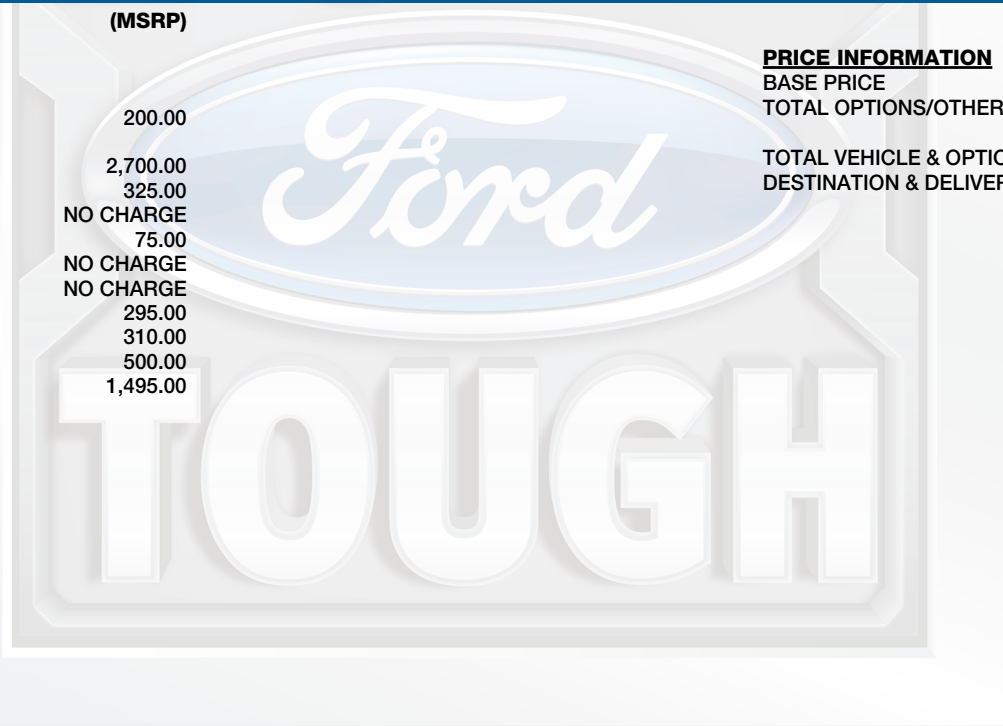 (MSRP)
200.00
2,700.00
325.00
NO CHARGE
75.00
NO CHARGE
NO CHARGE
295.00
310.00
500.00
1,495.00
PRICE INFORMATION
BASE PRICE
TOTAL OPTIONS/OTHER
TOTAL VEHICLE & OPTIO
DESTINATION & DELIVER
Ford
TOUGH